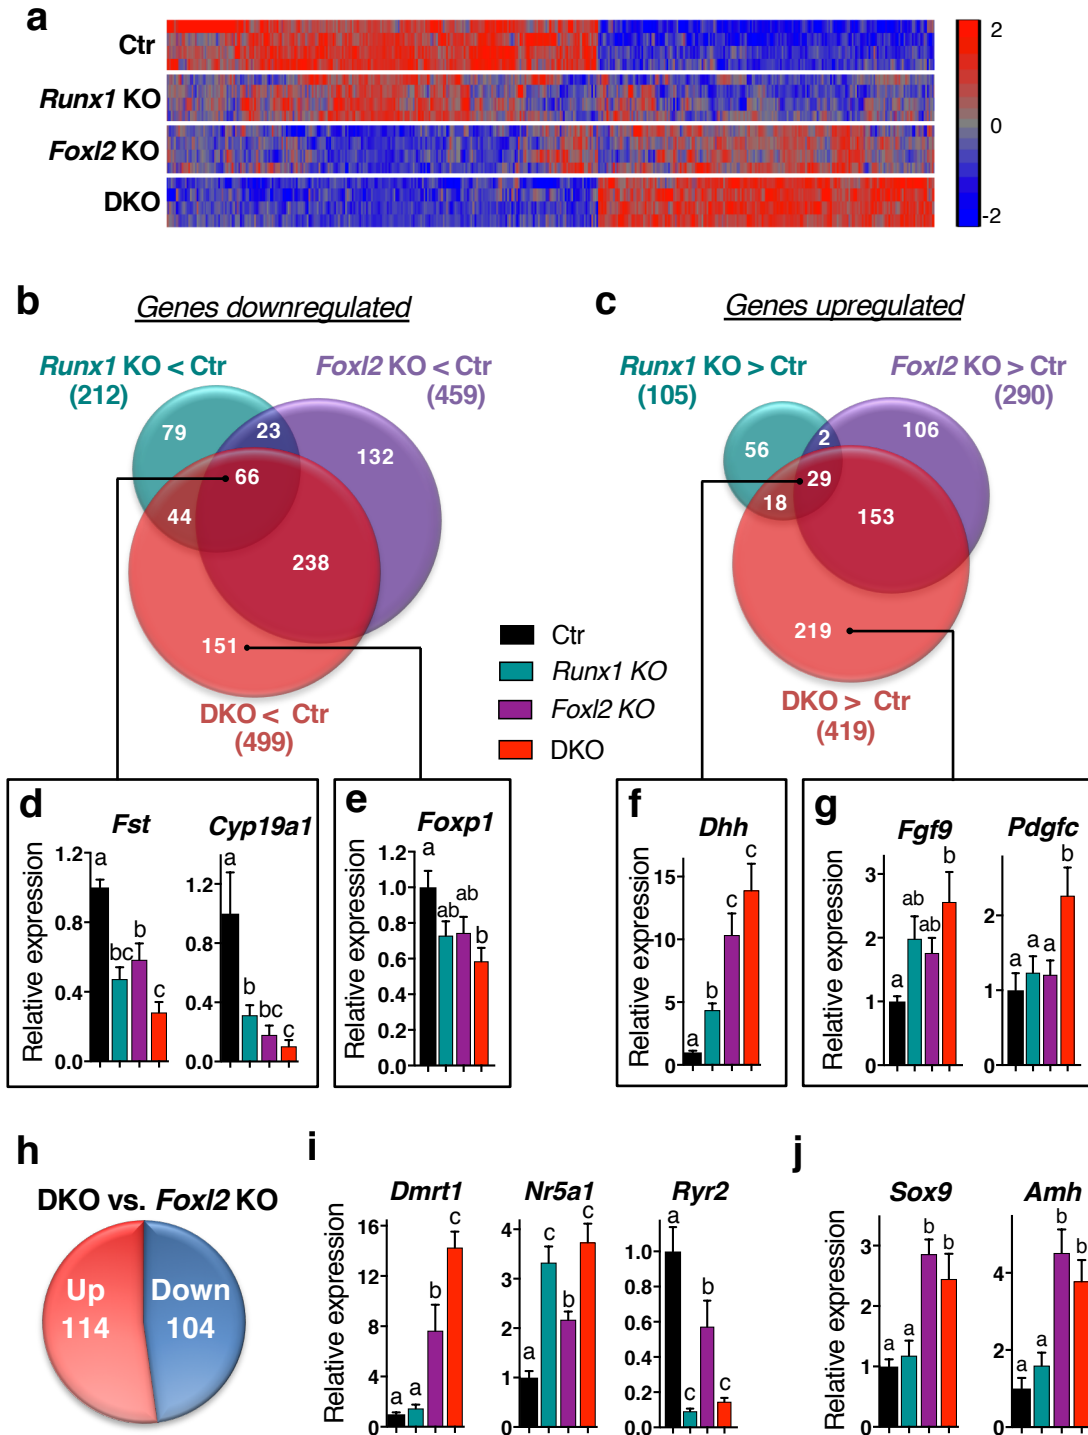 a
Ctr
Runx1 KO
Foxl2 KO
DKO
2
0
-2
b
Genes downregulated
Runx1 KO < Ctr
(212)
Foxl2 KO < Ctr
(459)
79
23
132
66
44
238
151
DKO < Ctr
(499)
c
Genes upregulated
Runx1 KO > Ctr
(105)
Foxl2 KO > Ctr
(290)
56
2
106
29
18
153
219
DKO > Ctr
(419)
Ctr
Runx1 KO
Foxl2 KO
DKO
d
Fst
Relative expression
1.2
0.8
0.4
0.0
a
bc
b
c
Cyp19a1
1.2
0.8
0.4
0.0
a
b
bc
c
e
Foxp1
Relative expression
1.2
1.0
0.8
0.6
0.4
0.2
0.0
a
ab
ab
b
f
Dhh
Relative expression
15
10
5
0
a
b
c
c
g
Fgf9
Relative expression
3
2
1
0
a
ab
ab
b
Pdgfc
2
1
0
a
a
a
b
h
DKO vs. Foxl2 KO
Up
114
Down
104
i
Dmrt1
Relative expression
16
12
8
4
0
a
a
b
c
Nr5a1
4
3
2
1
0
a
c
b
c
Ryr2
1.0
0.8
0.6
0.4
0.2
0.0
a
c
b
c
j
Sox9
Relative expression
3
2
1
0
a
a
b
b
Amh
4
2
0
a
a
b
b